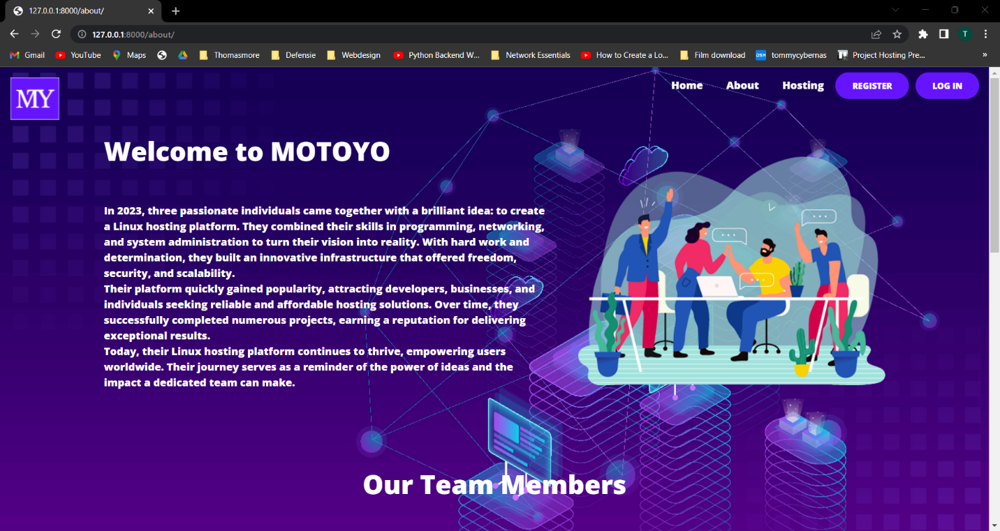 127.0.0.1:8000/about/
127.0.0.1:8000/about/
T
Gmail YouTube Maps Thomasmore Defensie Webdesign Python Backend W... Network Essentials How to Create a Lo... Film download DSM tommycybernas Project Hosting Pre... »
MTY
Home About Hosting REGISTER LOG IN
Welcome to MOTOYO
In 2023, three passionate individuals came together with a brilliant idea: to create
a Linux hosting platform. They combined their skills in programming, networking,
and system administration to turn their vision into reality. With hard work and
determination, they built an innovative infrastructure that offered freedom,
security, and scalability.
Their platform quickly gained popularity, attracting developers, businesses, and
individuals seeking reliable and affordable hosting solutions. Over time, they
successfully completed numerous projects, earning a reputation for delivering
exceptional results.
Today, their Linux hosting platform continues to thrive, empowering users
worldwide. Their journey serves as a reminder of the power of ideas and the
impact a dedicated team can make.
Our Team Members